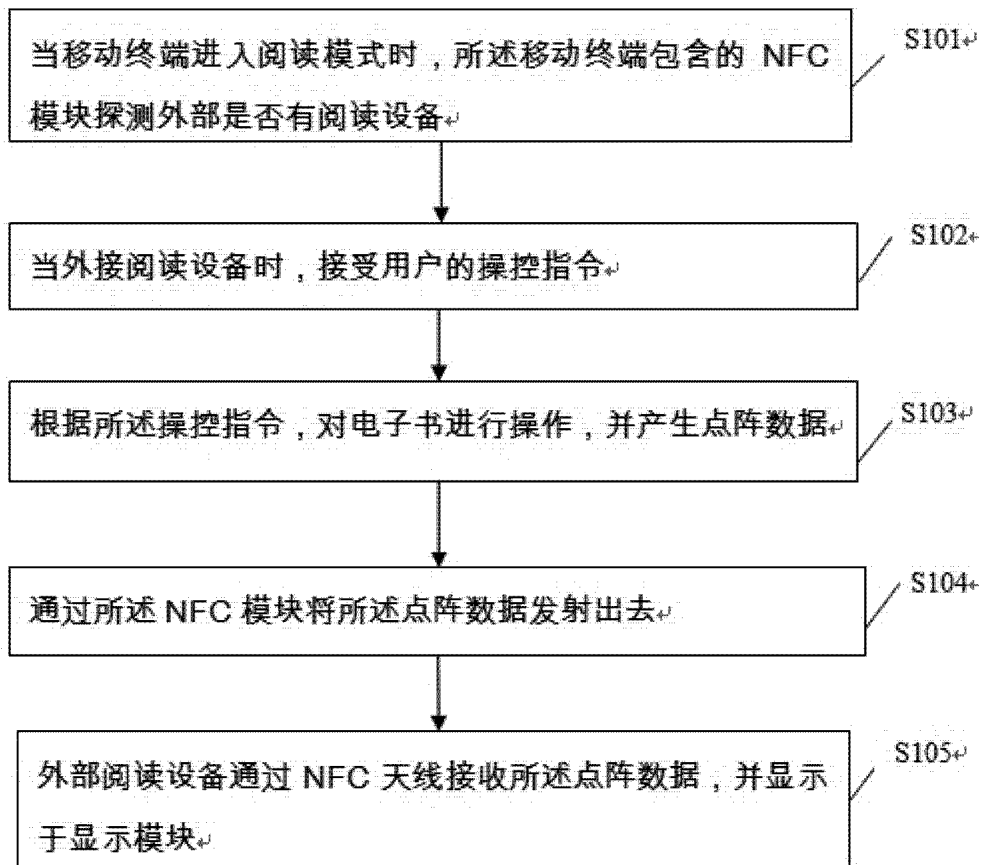 当移动终端进入阅读模式时，所述移动终端包含的 NFC
模块探测外部是否有阅读设备
S101
当外接阅读设备时，接受用户的操控指令
S102
根据所述操控指令，对电子书进行操作，并产生点阵数据
S103
通过所述 NFC 模块将所述点阵数据发射出去
S104
外部阅读设备通过 NFC 天线接收所述点阵数据，并显示
于显示模块
S105